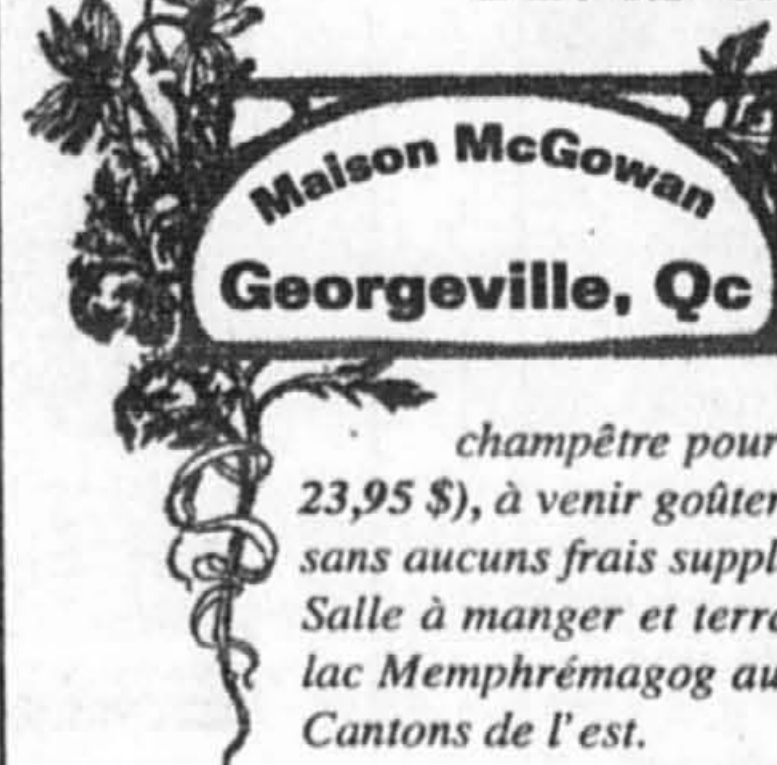 Maison McGowan
Georgeville, Qc
champêtre pour
23,95 $), à venir goûter
sans aucuns frais suppl
Salle à manger et terra
lac Memphrémagog au
Cantons de l'est.